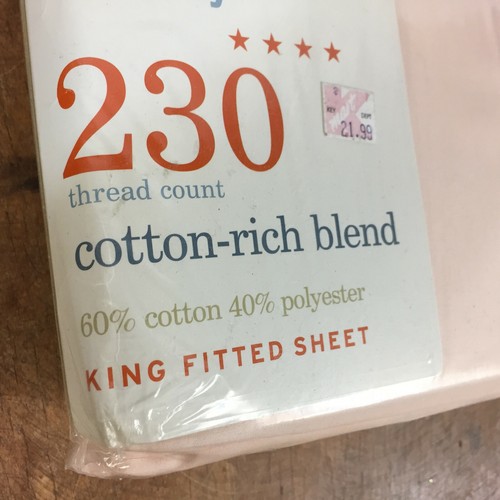 230
21.99
thread count
cotton-rich blend
60% cotton 40% polyester
KING FITTED SHEET